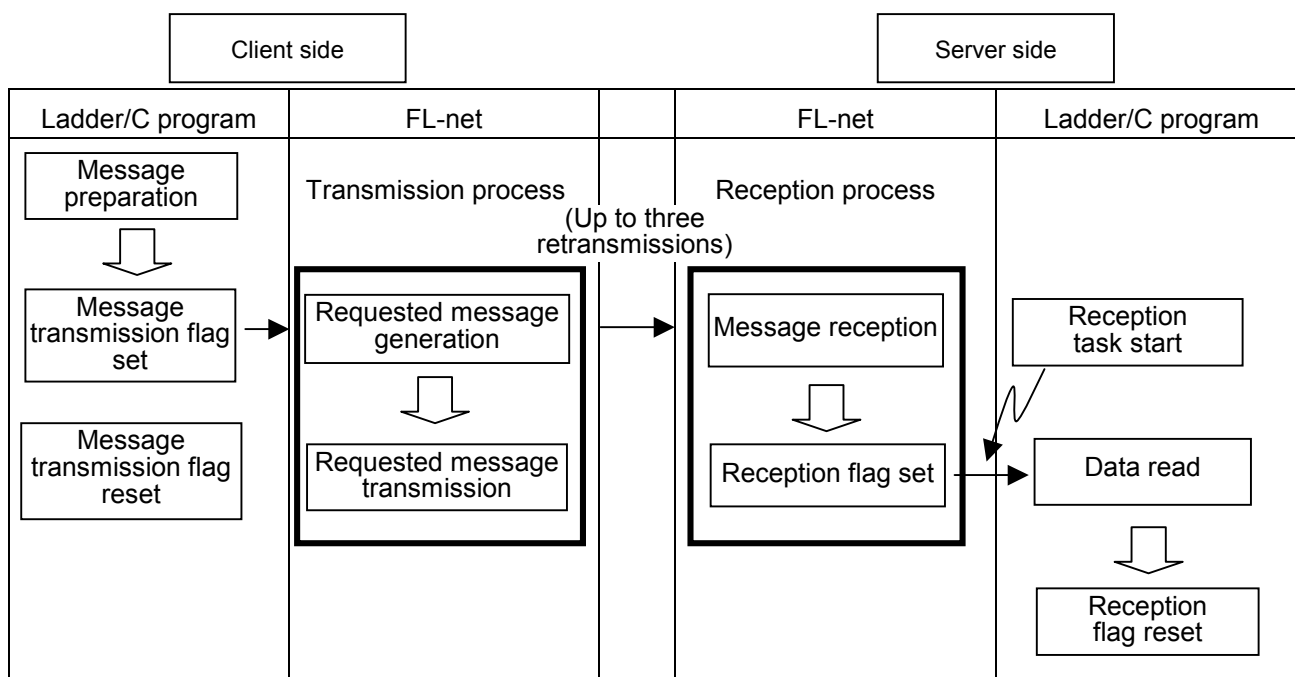 Client side
Server side
Ladder/C program
FL-net
FL-net
Ladder/C program
Message
preparation
Message
transmission flag
set
Message
transmission flag
reset
Transmission process
Requested message
generation
Requested message
transmission
(Up to three
retransmissions)
Reception process
Message reception
Reception flag set
Reception
task start
Data read
Reception
flag reset